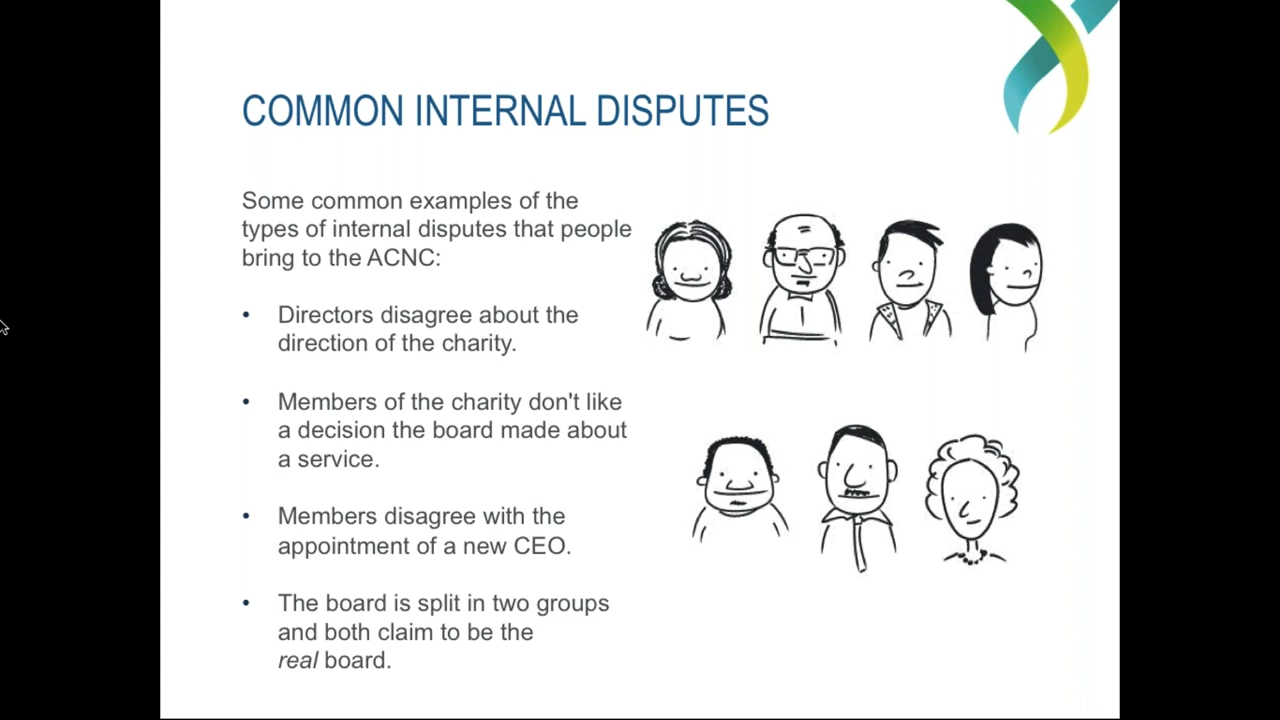 COMMON INTERNAL DISPUTES
Some common examples of the
types of internal disputes that people
bring to the ACNC:
• Directors disagree about the
direction of the charity.
• Members of the charity don't like
a decision the board made about
a service.
• Members disagree with the
appointment of a new CEO.
• The board is split in two groups
and both claim to be the
real board.